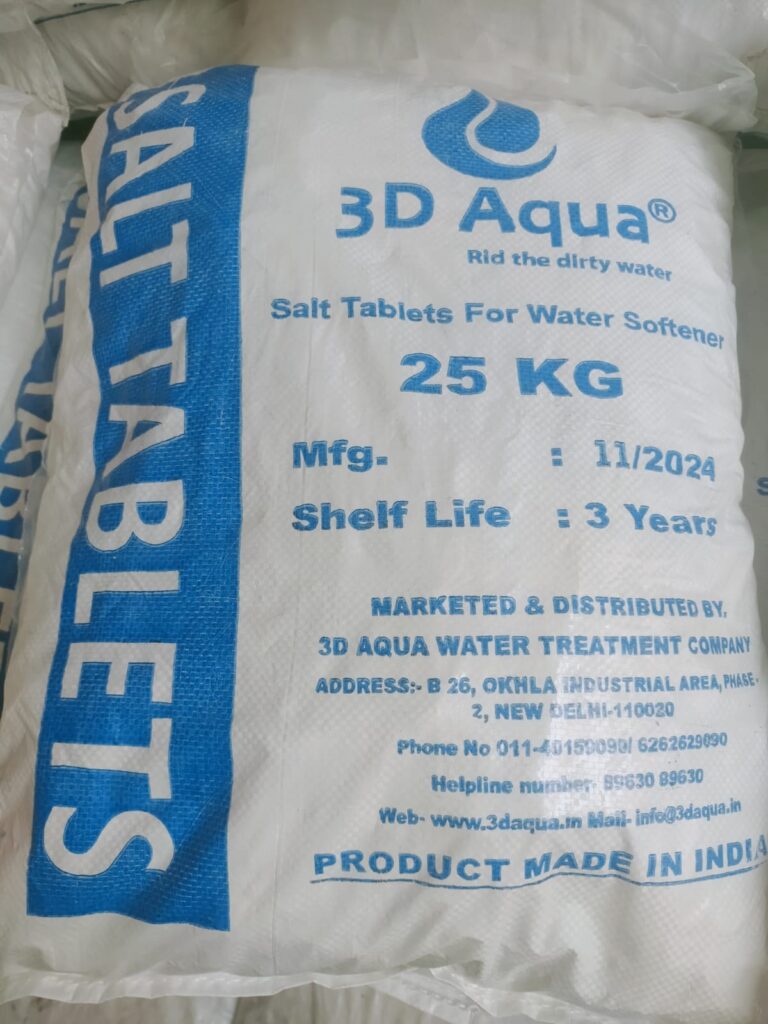 SALT TABLETS
3D Aqua®
Rid the dirty water
Salt Tablets For Water Softener
25 KG
Mfg. : 11/2024
Shelf Life : 3 Years
MARKETED & DISTRIBUTED BY.
3D AQUA WATER TREATMENT COMPANY
ADDRESS:- B 26, OKHLA INDUSTRIAL AREA, PHASE-
2, NEW DELHI-110020
Phone No 011-40159090/ 6262629090
Helpline number- 89630 89630
Web- www.3daqua.in Mail- info@3daqua.in
PRODUCT MADE IN INDIA